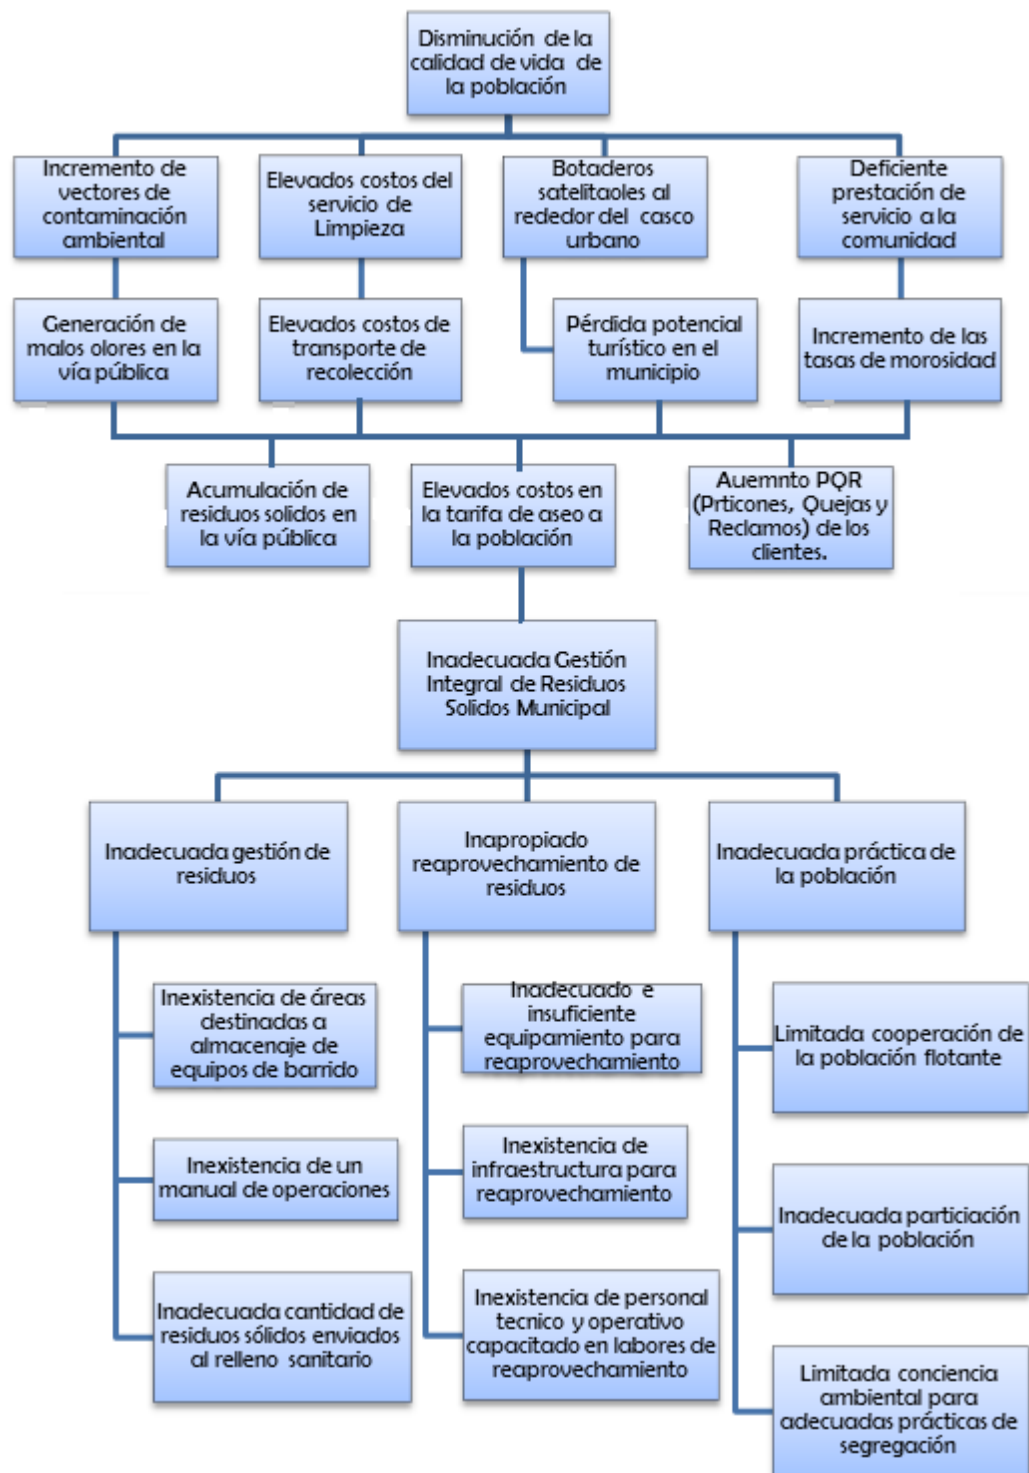 Disminución de la
calidad de vida de
la población
Incremento de
vectores de
contaminación
ambiental
Elevados costos del
servicio de
Limpieza
Botaderos
satelitaoles al
rededor del casco
urbano
Deficiente
prestación de
servicio a la
comunidad
Generación de
malos olores en la
vía pública
Elevados costos de
transporte de
recolección
Pérdida potencial
turístico en el
municipio
Incremento de las
tasas de morosidad
Acumulación de
residuos solidos en
la vía pública
Elevados costos en
la tarifa de aseo a
la población
Auemnto PQR
(Prticones, Quejas y
Reclamos) de los
clientes.
Inadecuada Gestión
Integral de Residuos
Solidos Municipal
Inadecuada gestión de
residuos
Inapropiado
reaprovechamiento de
residuos
Inadecuada práctica de
la población
Inexistencia de áreas
destinadas a
almacenaje de
equipos de barrido
Inexistencia de un
manual de operaciones
Inadecuada cantidad de
residuos sólidos enviados
al relleno sanitario
Inadecuado e
insuficiente
equipamiento para
reaprovechamiento
Inexistencia de
infraestructura para
reaprovechamiento
Inexistencia de personal
tecnico y operativo
capacitado en labores de
reaprovechamiento
Limitada cooperación de
la población flotante
Inadecuada particiación
de la población
Limitada conciencia
ambiental para
adecuadas prácticas de
segregación